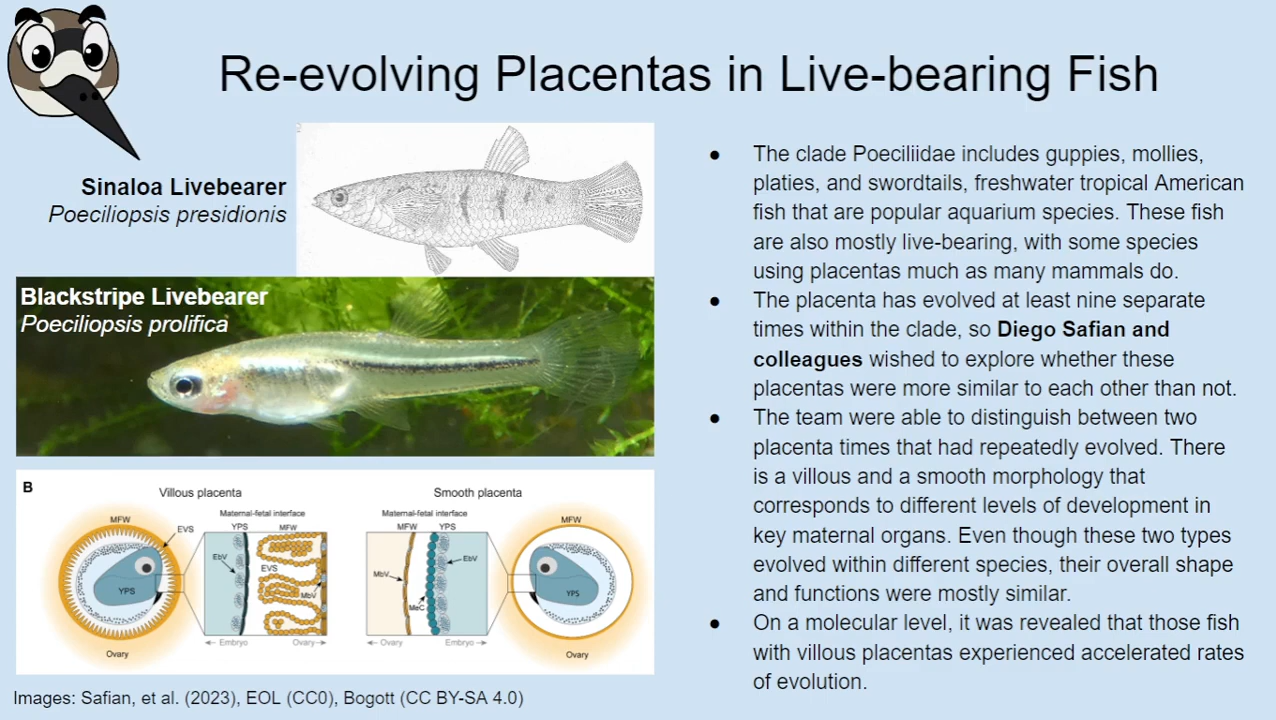 Re-evolving Placentas in Live-bearing Fish
Sinaloa Livebearer
Poeciliopsis presidionis
Blackstripe Livebearer
Poeciliopsis prolifica
B
Villous placenta
Smooth placenta
Maternal-fetal interface
Maternal-fetal interface
MFW
EVS
YPS
MFW
MFW
YPS
MFW
EbV
EVS
MbV
YPS
MbV
MeC
EbV
YPS
Embryo
Ovary
Ovary
Embryo
Ovary
Ovary
Images: Safian, et al. (2023), EOL (CC0), Bogott (CC BY-SA 4.0)
● The clade Poeciliidae includes guppies, mollies,
platies, and swordtails, freshwater tropical American
fish that are popular aquarium species. These fish
are also mostly live-bearing, with some species
using placentas much as many mammals do.
● The placenta has evolved at least nine separate
times within the clade, so Diego Safian and
colleagues wished to explore whether these
placentas were more similar to each other than not.
● The team were able to distinguish between two
placenta times that had repeatedly evolved. There
is a villous and a smooth morphology that
corresponds to different levels of development in
key maternal organs. Even though these two types
evolved within different species, their overall shape
and functions were mostly similar.
● On a molecular level, it was revealed that those fish
with villous placentas experienced accelerated rates
of evolution.